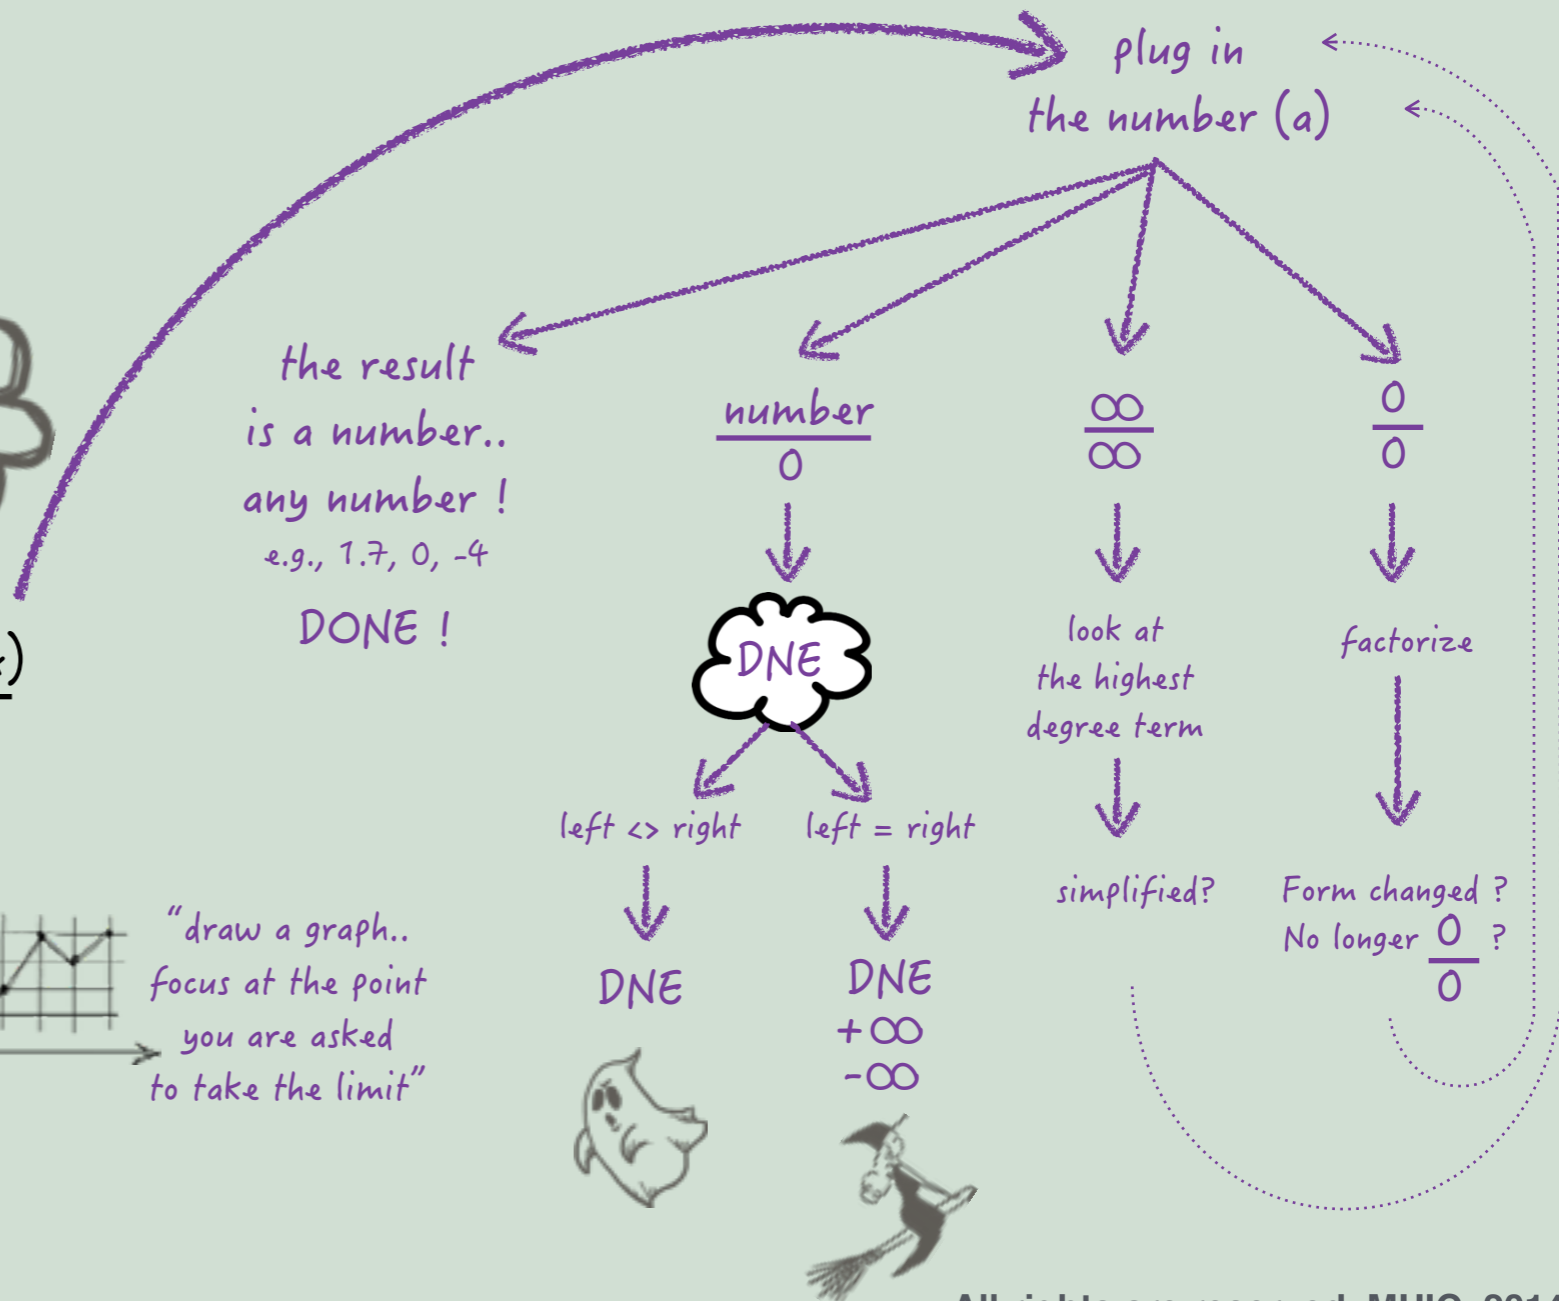 plug in
the number (a)
the result
is a number..
any number !
e.g., 1.7, 0, -4
DONE !
number
0
DNE
left <> right
left = right
DNE
DNE
+∞
-∞
∞
∞
look at
the highest
degree term
simplified?
0
0
factorize
Form changed ?
No longer 0 ?
0
)
"draw a graph..
focus at the point
you are asked
to take the limit"